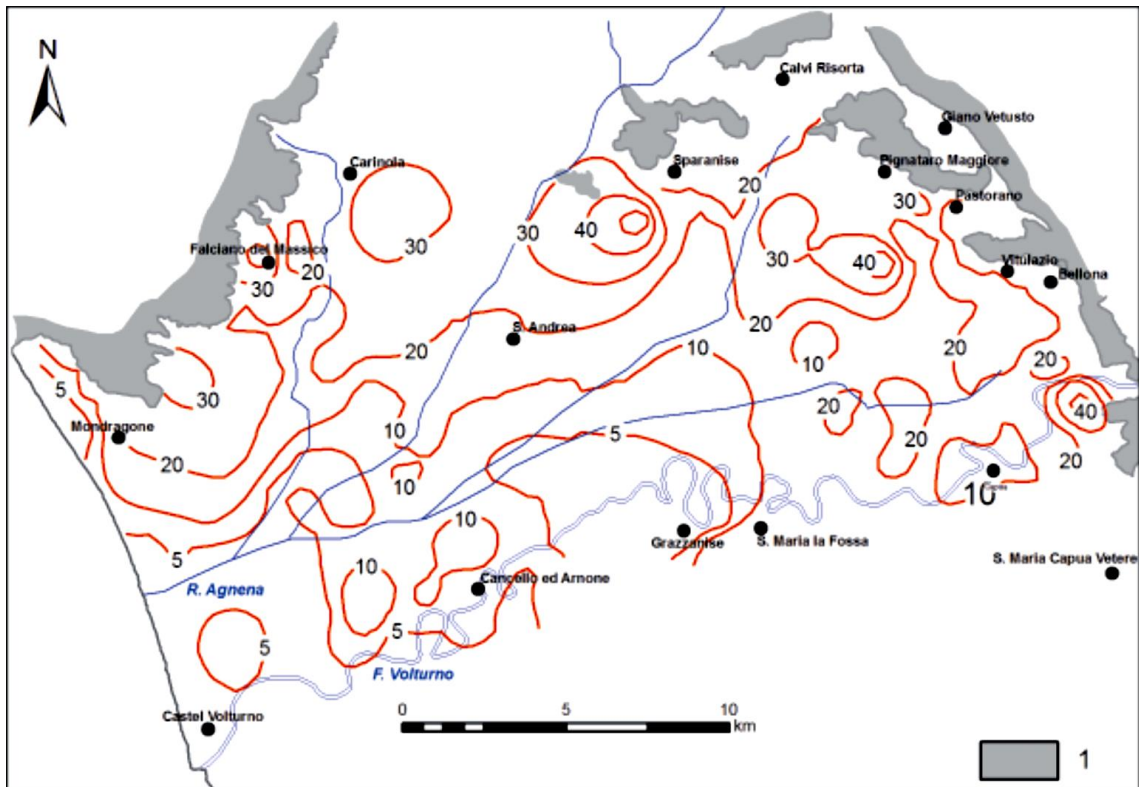 N
Calvi Risorta
Giano Vetusto
Carinola
Sparanise
Pignataro Maggiore
20
Pastorano
30
Falciano del Massico
30
30
40
30
40
Vitulazio
Bellona
20
30
S. Andrea
20
20
10
10
20
20
5
30
20
40
Mondragone
10
5
20
20
20
10
10
10
Grazzanise
S. Maria la Fossa
5
S. Maria Capua Vetere
10
Cancello ed Arnone
R. Agnena
5
5
F. Volturno
Castel Volturno
0 5 10
km
1